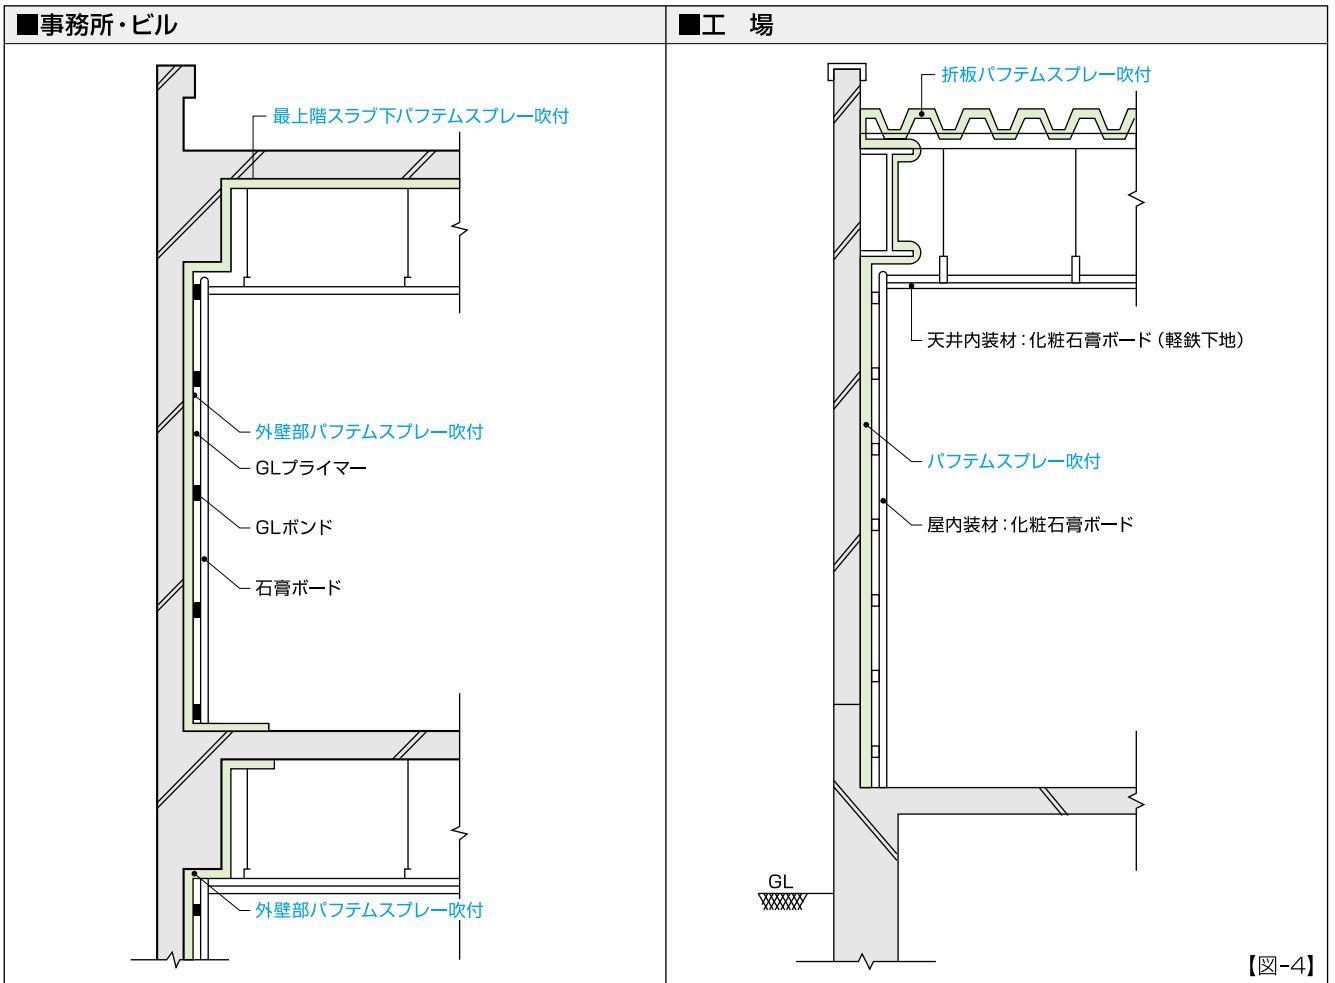 ■事務所・ビル
最上階スラブ下パフテムスプレー吹付
外壁部パフテムスプレー吹付
GLプライマー
GLボンド
石膏ボード
外壁部パフテムスプレー吹付
■工　場
折板パフテムスプレー吹付
天井内装材：化粧石膏ボード（軽鉄下地）
パフテムスプレー吹付
屋内装材：化粧石膏ボード
GL
【図-4】